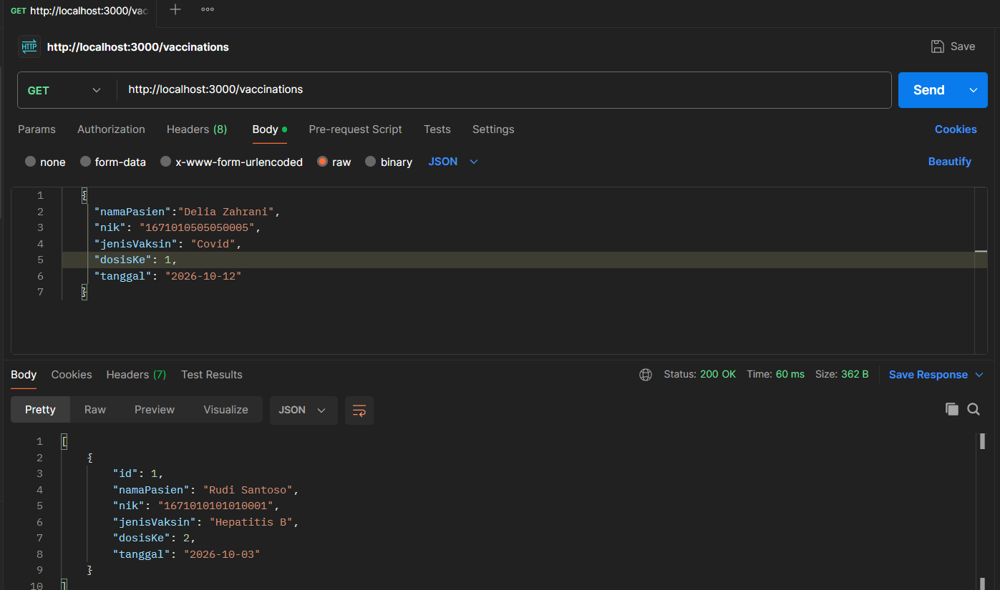 GET http://localhost:3000/vac
HTTP http://localhost:3000/vaccinations Save
GET http://localhost:3000/vaccinations Send
Params Authorization Headers (8) Body Pre-request Script Tests Settings Cookies
none form-data x-www-form-urlencoded raw binary JSON Beautify
1 {
2 "namaPasien":"Delia Zahrani",
3 "nik": "1671010505050005",
4 "jenisVaksin": "Covid",
5 "dosisKe": 1,
6 "tanggal": "2026-10-12"
7 }
Body Cookies Headers (7) Test Results Status: 200 OK Time: 60 ms Size: 362 B Save Response
Pretty Raw Preview Visualize JSON
1 [
2 {
3 "id": 1,
4 "namaPasien": "Rudi Santoso",
5 "nik": "1671010101010001",
6 "jenisVaksin": "Hepatitis B",
7 "dosisKe": 2,
8 "tanggal": "2026-10-03"
9 }
10 ]